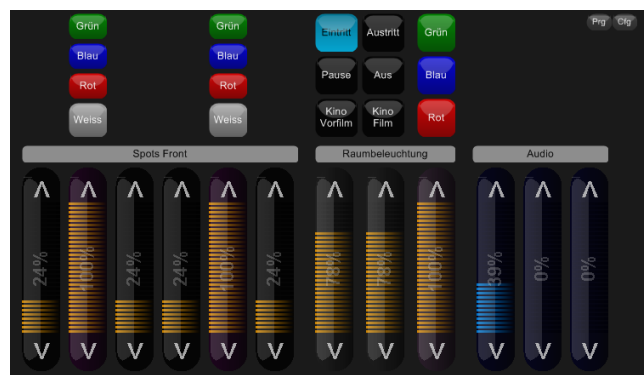 Grün
Grün
Eintritt
Austritt
Grün
Prg
Cfg
Blau
Blau
Pause
Aus
Blau
Rot
Rot
Weiss
Weiss
Kino
Vorfilm
Kino
Film
Rot
Spots Front
Raumbeleuchtung
Audio
24%
100%
24%
24%
100%
24%
78%
78%
100%
39%
0%
0%